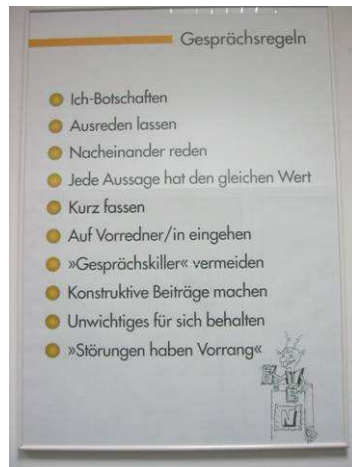 Gesprächsregeln
Ich-Botschaften
Ausreden lassen
Nacheinander reden
Jede Aussage hat den gleichen Wert
Kurz fassen
Auf Vorredner/in eingehen
»Gesprächskiller« vermeiden
Konstruktive Beiträge machen
Unwichtiges für sich behalten
»Störungen haben Vorrang«